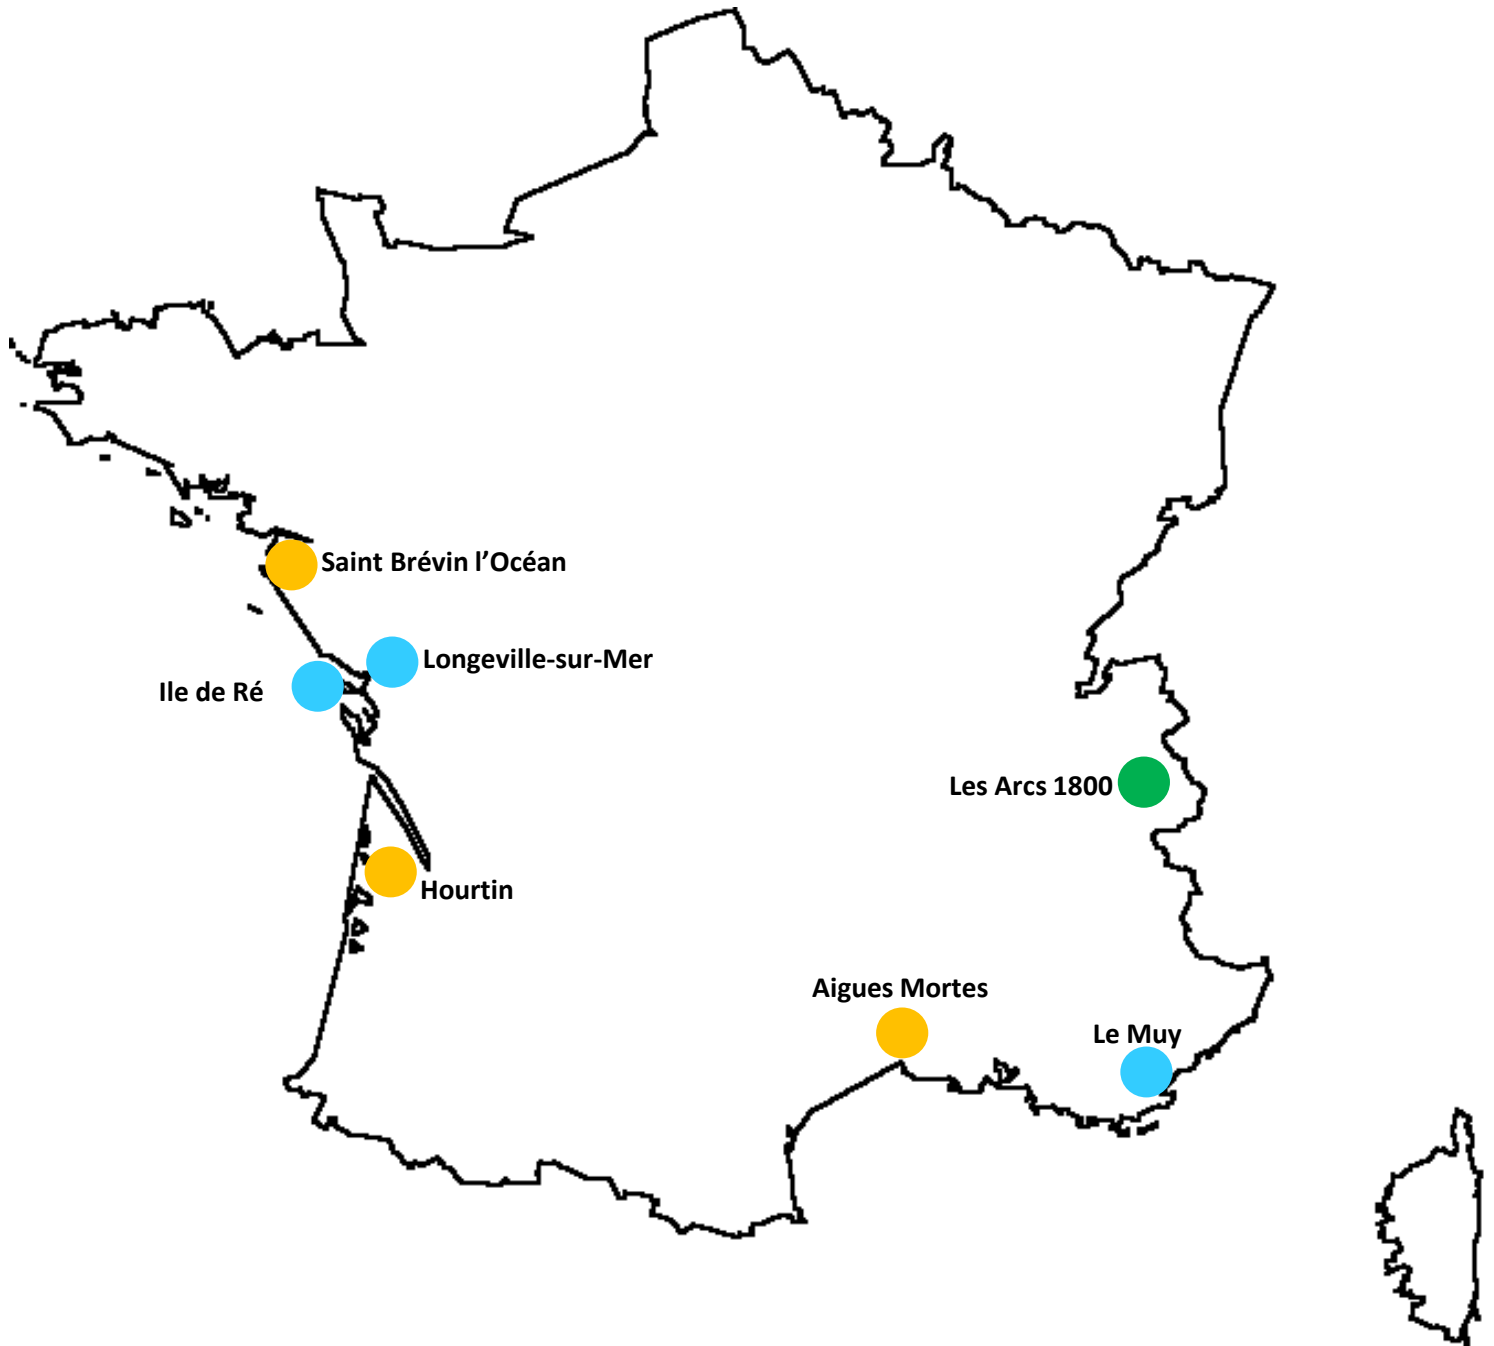 Saint Brévin l’Océan
Longeville-sur-Mer
Ile de Ré
Les Arcs 1800
Hourtin
Aigues Mortes
Le Muy